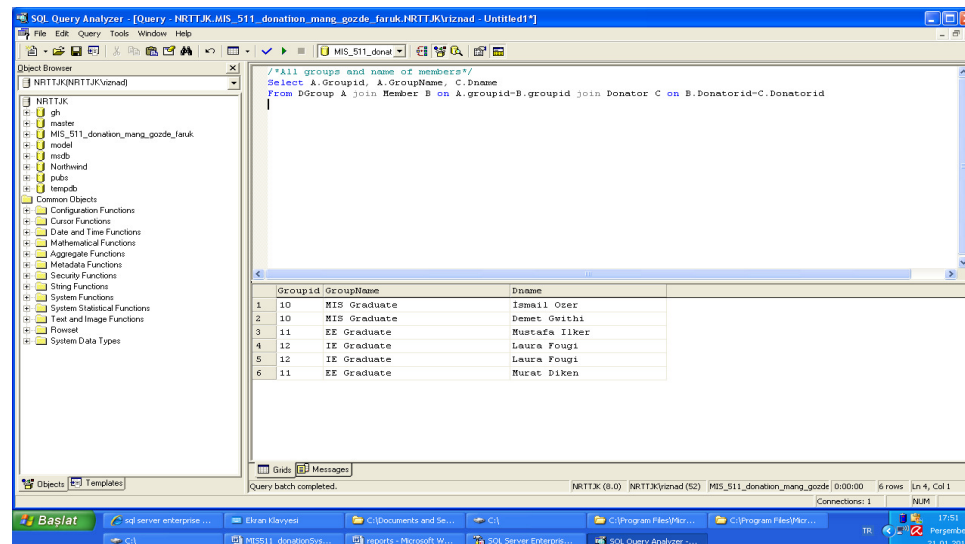 SQL Query Analyzer - [Query - NRTTJK.MIS_511_donatiion_mang_gozde_faruk.NRTTJK\riznad - Untitled1*]
File Edit Query Tools Window Help
MIS_511_donat
Object Browser
NRTTJK(NRTTJK\riznad)
NRTTJK
gh
master
MIS_511_donatiion_mang_gozde_faruk
model
msdb
Northwind
pubs
tempdb
Common Objects
Configuration Functions
Cursor Functions
Date and Time Functions
Mathematical Functions
Aggregate Functions
Metadata Functions
Security Functions
String Functions
System Functions
System Statistical Functions
Text and Image Functions
Rowset
System Data Types
Objects Templates
/*All groups and name of members*/
Select A.Groupid, A.GroupName, C.Dname
From DGroup A join Member B on A.groupid=B.groupid join Donator C on B.Donatorid=C.Donatorid
Groupid GroupName Dname
1 10 MIS Graduate İsmail Ozer
2 10 MIS Graduate Demet Gwithi
3 11 EE Graduate Mustafa Ilker
4 12 IE Graduate Laura Fougi
5 12 IE Graduate Laura Fougi
6 11 EE Graduate Murat Diken
Grids Messages
Query batch completed. NRTTJK (8.0) NRTTJK\riznad (52) MIS_511_donatiion_mang_gozde 0:00:00 6 rows Ln 4, Col 1
Connections: 1 NUM
Başlat sql server enterprise ... Ekran Klavyesi C:\Documents and Se... C:\ C:\Program Files\Micr... C:\Program Files\Micr... 17:51
TR Perşembe
C:\ MIS511_donationSys... reports - Microsoft W... SQL Server Enterpris... SQL Query Analyzer -...